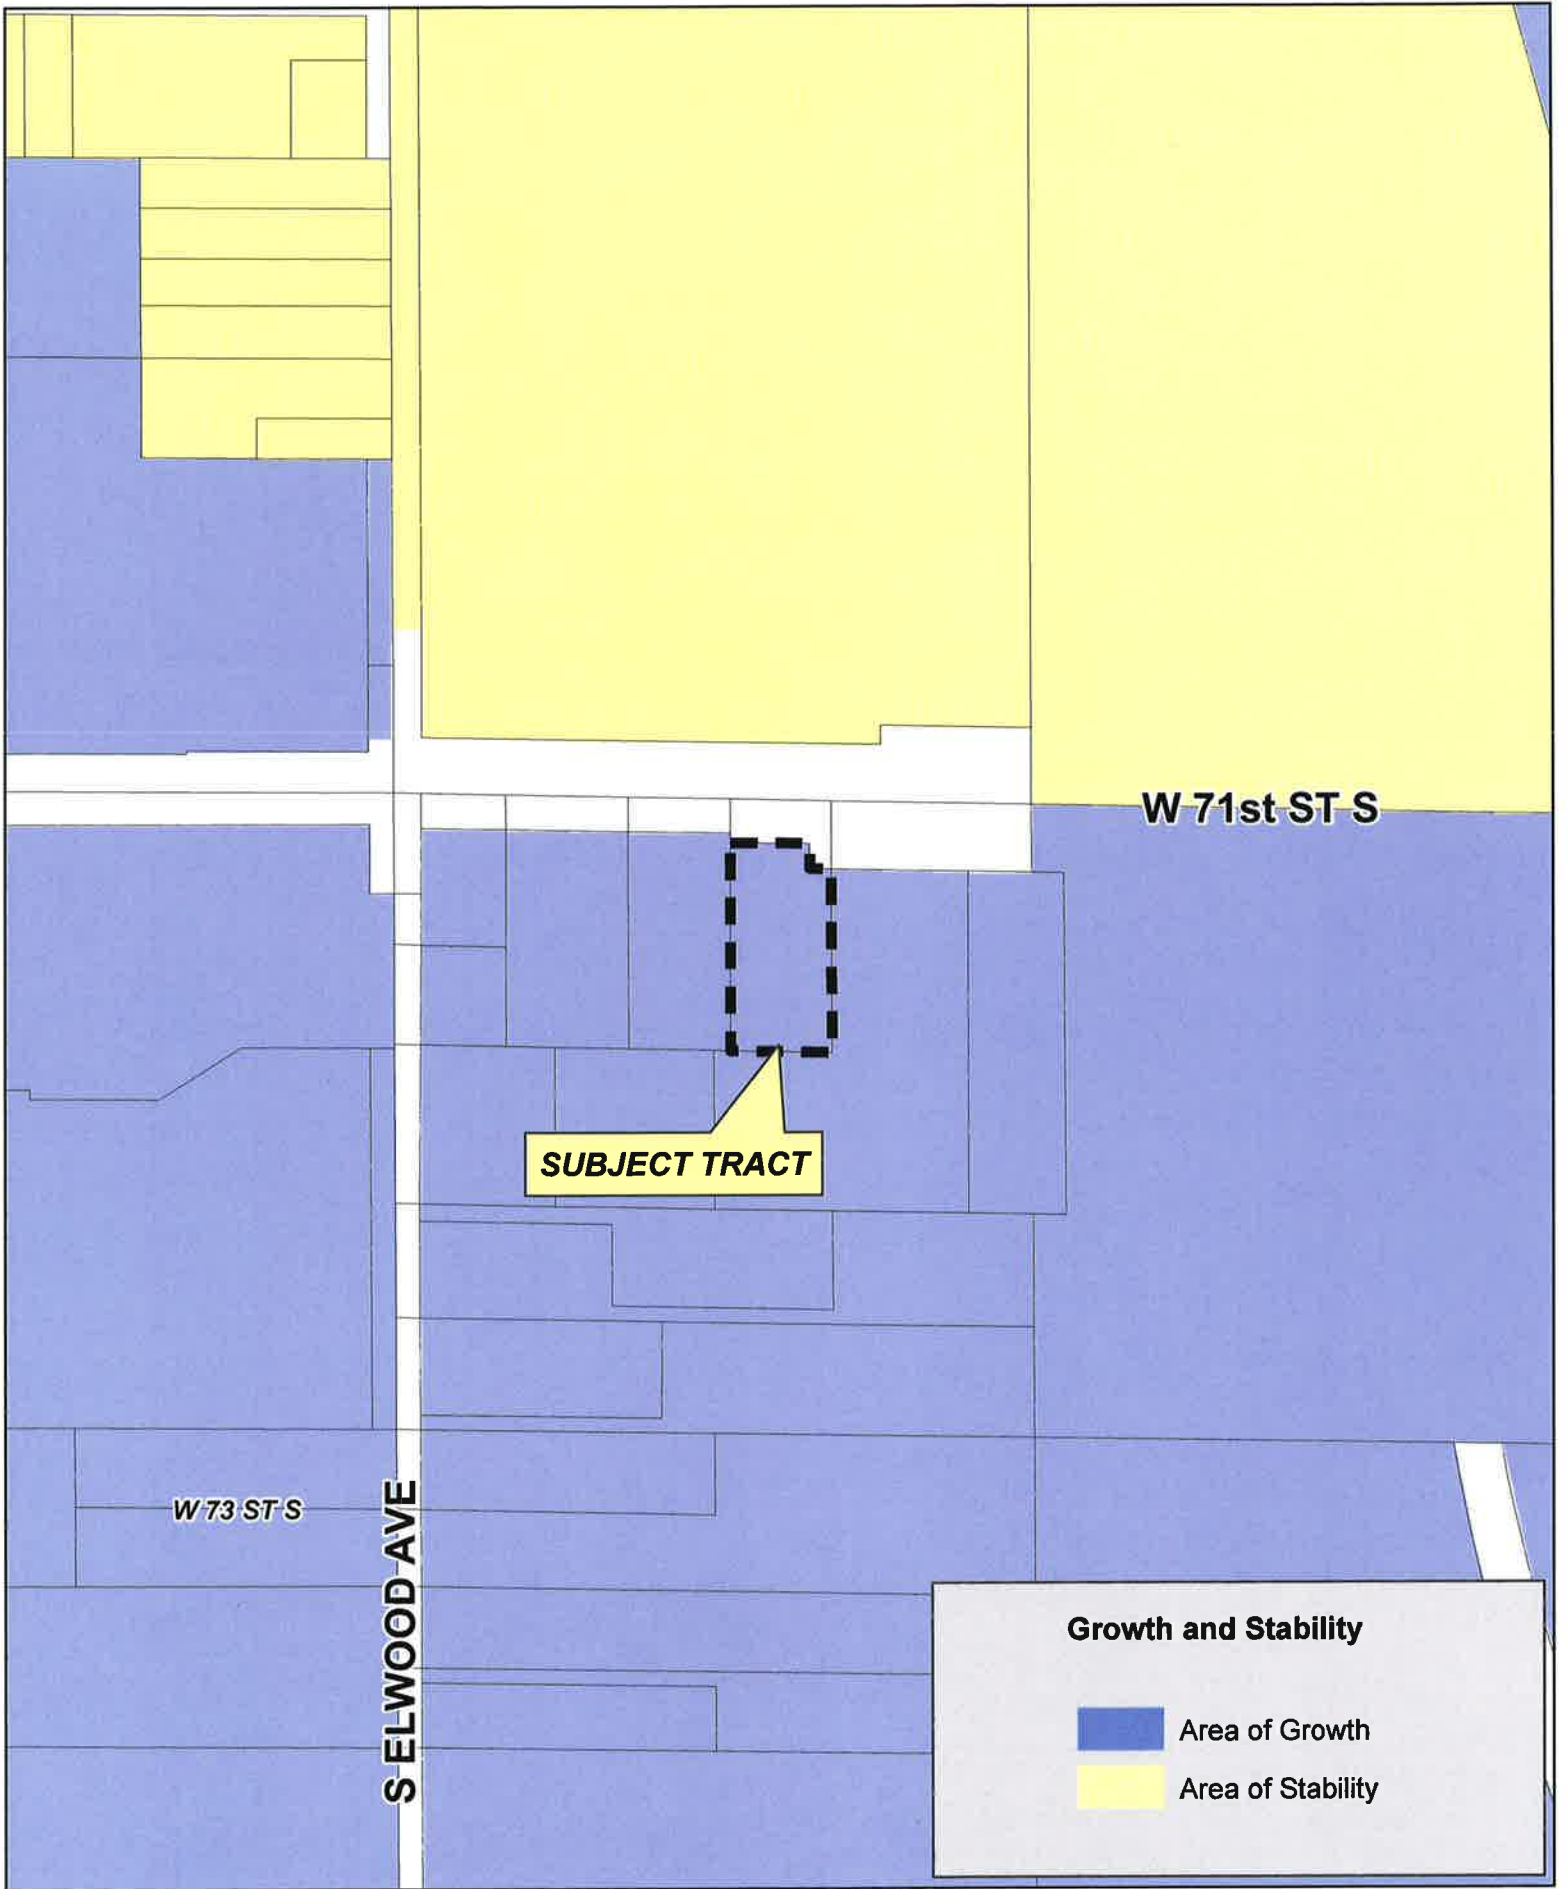 W 71st ST S
SUBJECT TRACT
W 73 ST S
S ELWOOD AVE
Growth and Stability
Area of Growth
Area of Stability